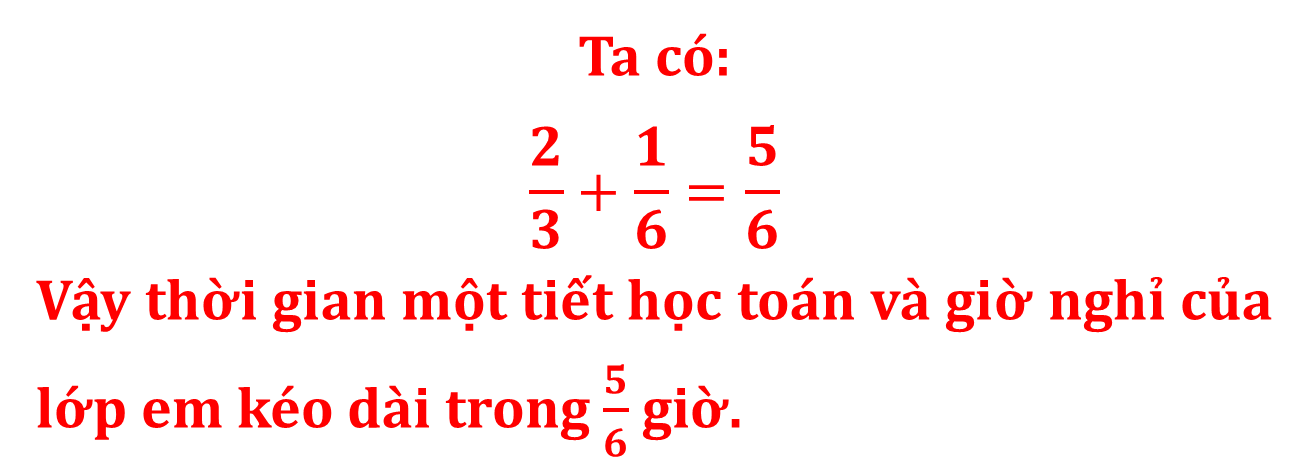 Ta có:
2/3 + 1/6 = 5/6
Vậy thời gian một tiết học toán và giờ nghỉ của
lớp em kéo dài trong 5/6 giờ.